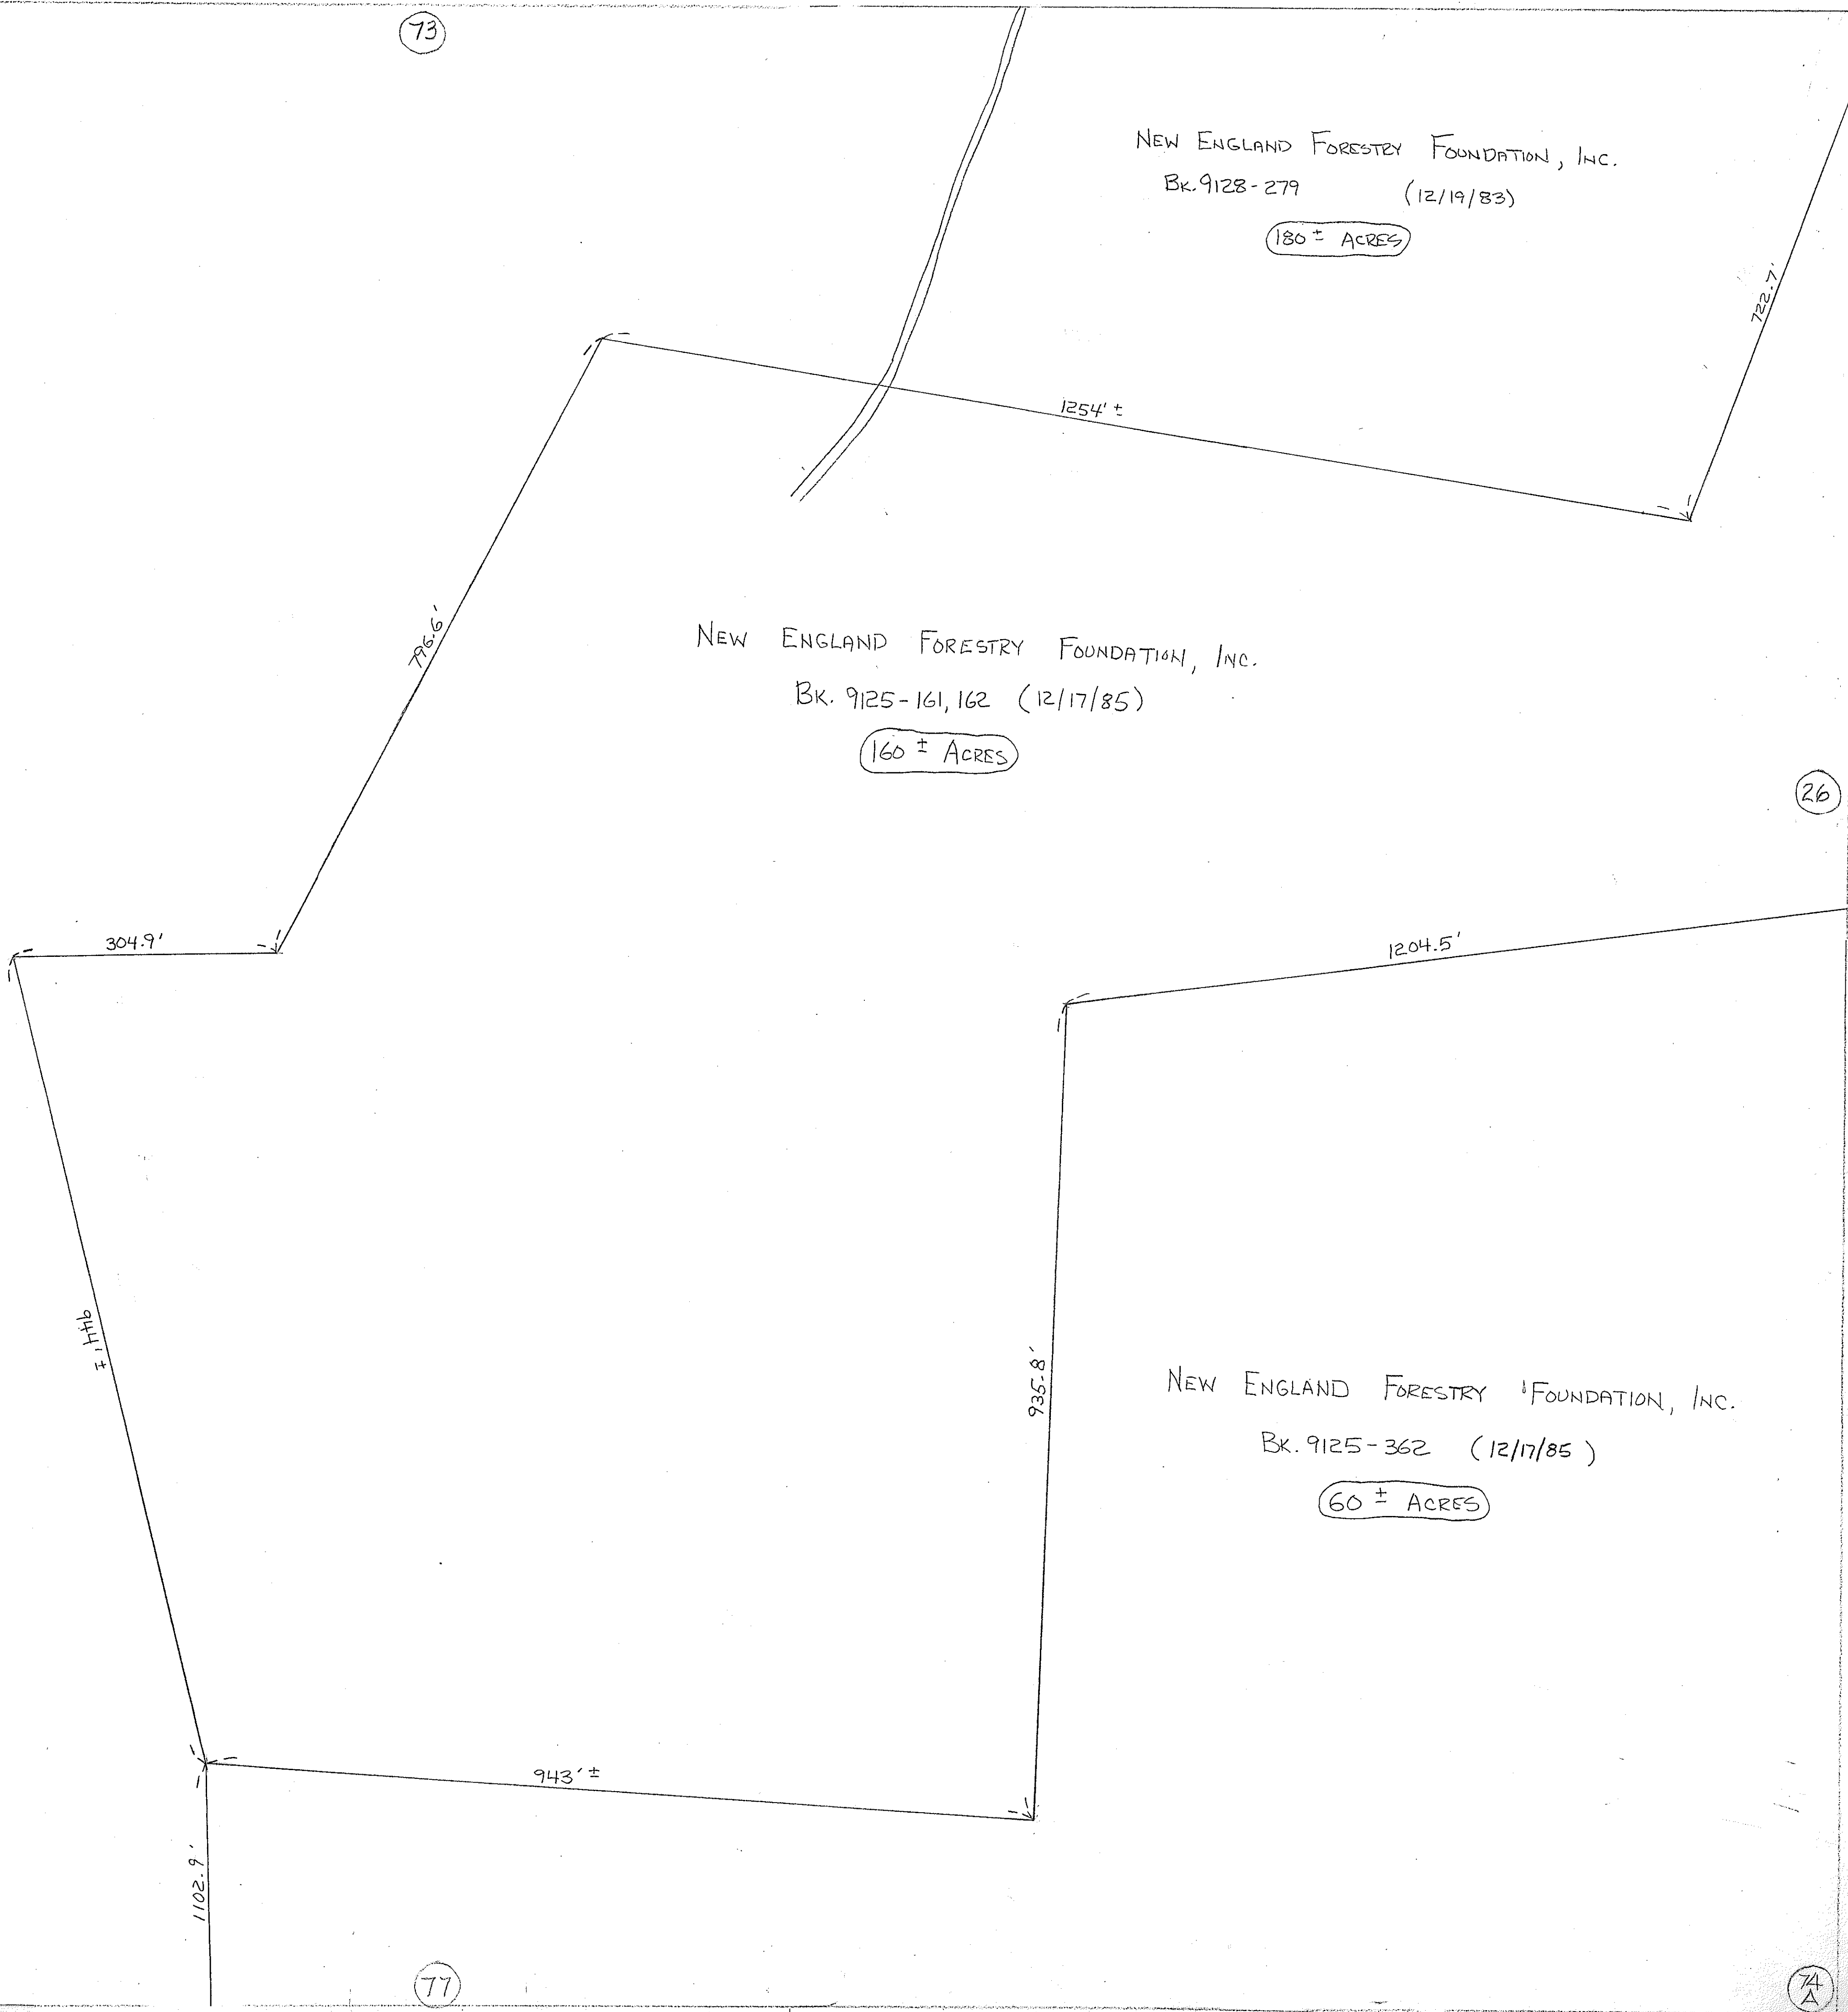 73
NEW ENGLAND FORESTRY FOUNDATION, INC.
BK. 9128-279 (12/19/83)
180 ± ACRES
722.7'
1254' ±
796.6'
NEW ENGLAND FORESTRY FOUNDATION, INC.
BK. 9125-161, 162 (12/17/85)
160 ± ACRES
26
304.9'
1204.5'
944' ±
935.8'
NEW ENGLAND FORESTRY FOUNDATION, INC.
BK. 9125-362 (12/17/85)
60 ± ACRES
943' ±
1102.9'
77
74
A